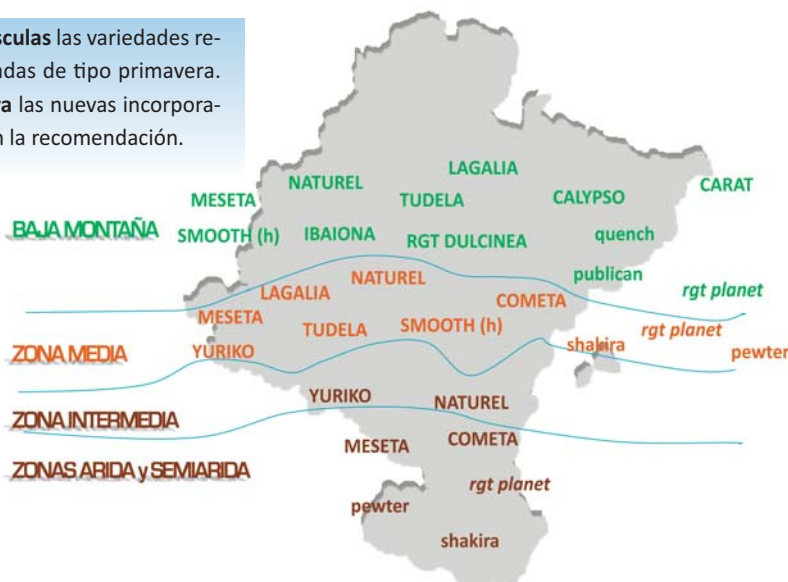 sculas las variedades re-
adas de tipo primavera.
a las nuevas incorpora-
n la recomendación.
LAGALIA
NATUREL
CARAT
MESETA
TUDELA
CALYPSO
BAJA MONTAÑA
SMOOTH (h)
IBAIONA
RGT DULCINEA
quench
publican
NATUREL
rgt planet
LAGALIA
COMETA
MESETA
TUDELA
SMOOTH (h)
rgt planet
ZONA MEDIA
YURIKO
shakira
pewter
YURIKO
NATUREL
ZONA INTERMEDIA
MESETA
COMETA
ZONAS ARIDA y SEMIARIDA
rgt planet
pewter
shakira